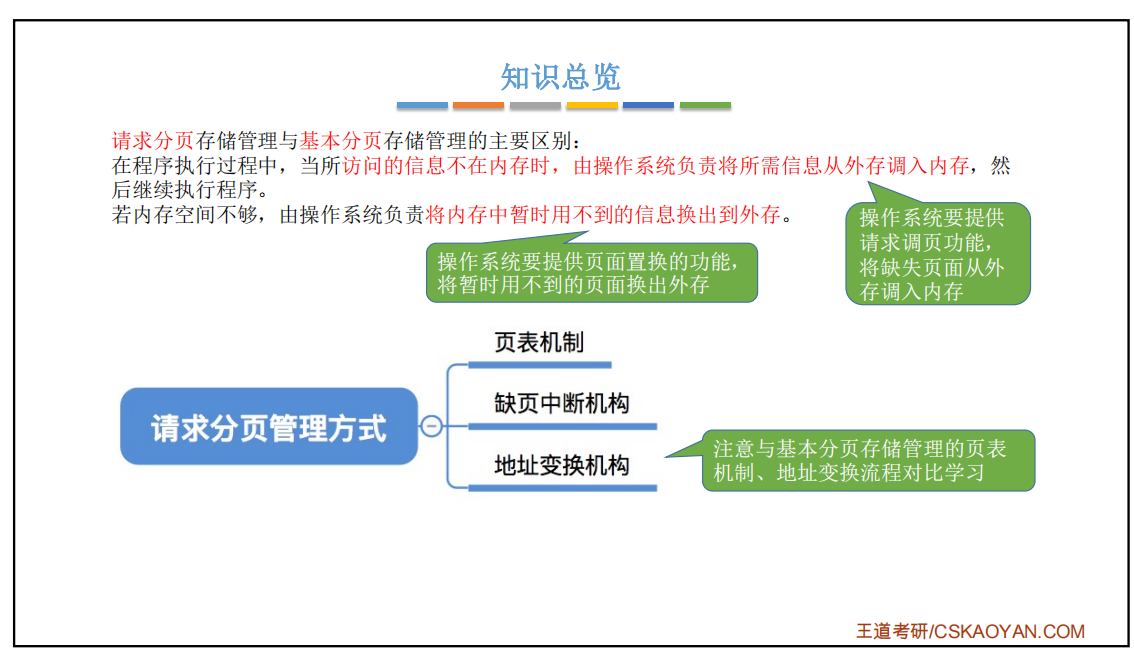 知识总览
请求分页存储管理与基本分页存储管理的主要区别：
在程序执行过程中，当所访问的信息不在内存时，由操作系统负责将所需信息从外存调入内存，然
后继续执行程序。
若内存空间不够，由操作系统负责将内存中暂时用不到的信息换出到外存。
操作系统要提供
请求调页功能，
将缺失页面从外
存调入内存
操作系统要提供页面置换的功能，
将暂时用不到的页面换出外存
请求分页管理方式
页表机制
缺页中断机构
地址变换机构
注意与基本分页存储管理的页表
机制、地址变换流程对比学习
王道考研/CSKAOYAN.COM